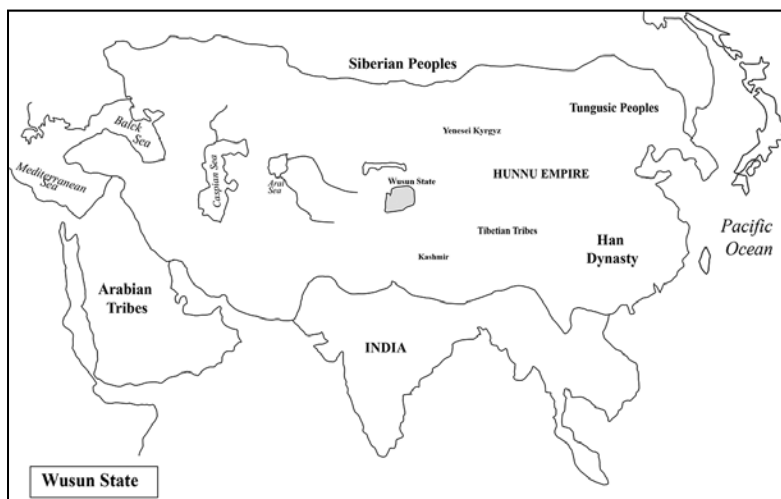 Siberian Peoples
Tungusic Peoples
Balck
Sea
Yenesei Kyrgyz
Mediterranean
Sea
Caspian Sea
Aral
Sea
Wusun State
HUNNU EMPIRE
Tibetian Tribes
Han
Dynasty
Pacific
Ocean
Kashmir
Arabian
Tribes
INDIA
Wusun State